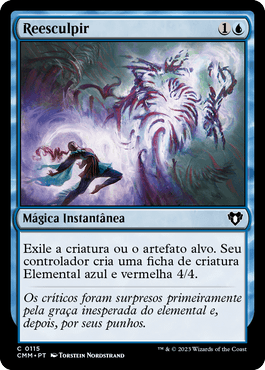 Reesculpir 1
Mágica Instantânea
Exile a criatura ou o artefato alvo. Seu
controlador cria uma ficha de criatura
Elemental azul e vermelha 4/4.
Os críticos foram surpresos primeiramente
pela graça inesperada do elemental e,
depois, por seus punhos.
C 0115
CMM • PT TORSTEIN NORDSTRAND
™ & © 2023 Wizards of the Coast